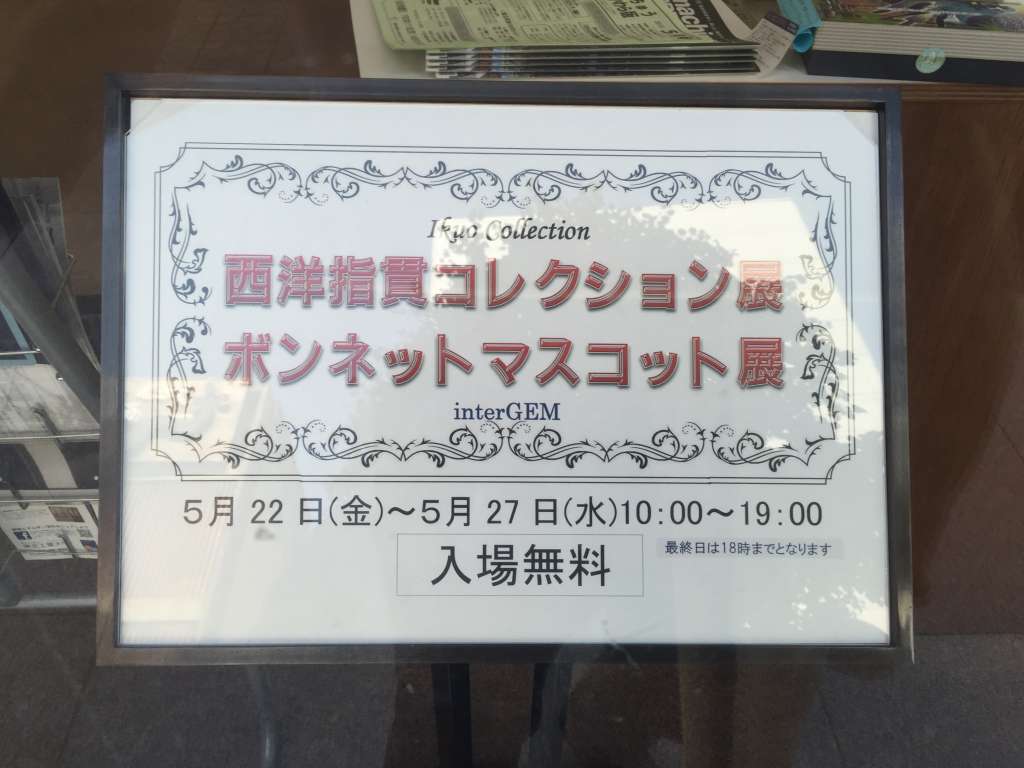 Ikuo Collection
西洋指貫コレクション展
ボンネットマスコット展
interGEM
5月 22 日(金)～5月 27 日(水)10:00～19:00
入場無料
最終日は18時までとなります